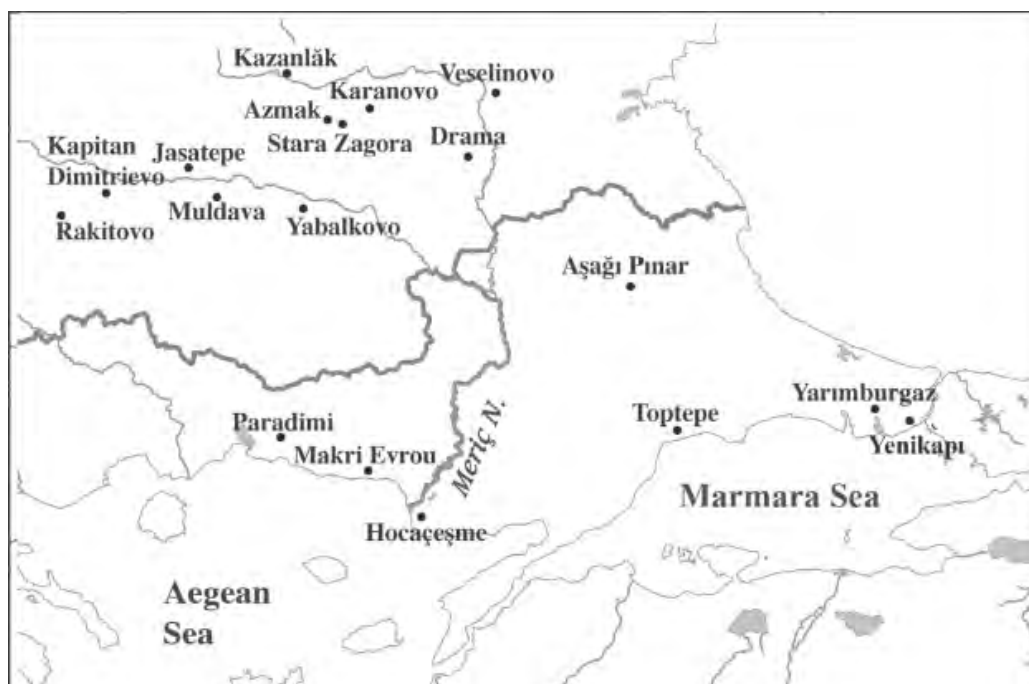 Kazanlăk
Veselinovo
Karanovo
Azmak
Stara Zagora
Drama
Kapitan
Dimitrievo
Jasatepe
Muldava
Yabalkovo
Rakitovo
Aşağı Pınar
Paradimi
Makri Evrou
Meriç N.
Hocaçeşme
Toptepe
Yarımburgaz
Yenikapı
Marmara Sea
Aegean
Sea